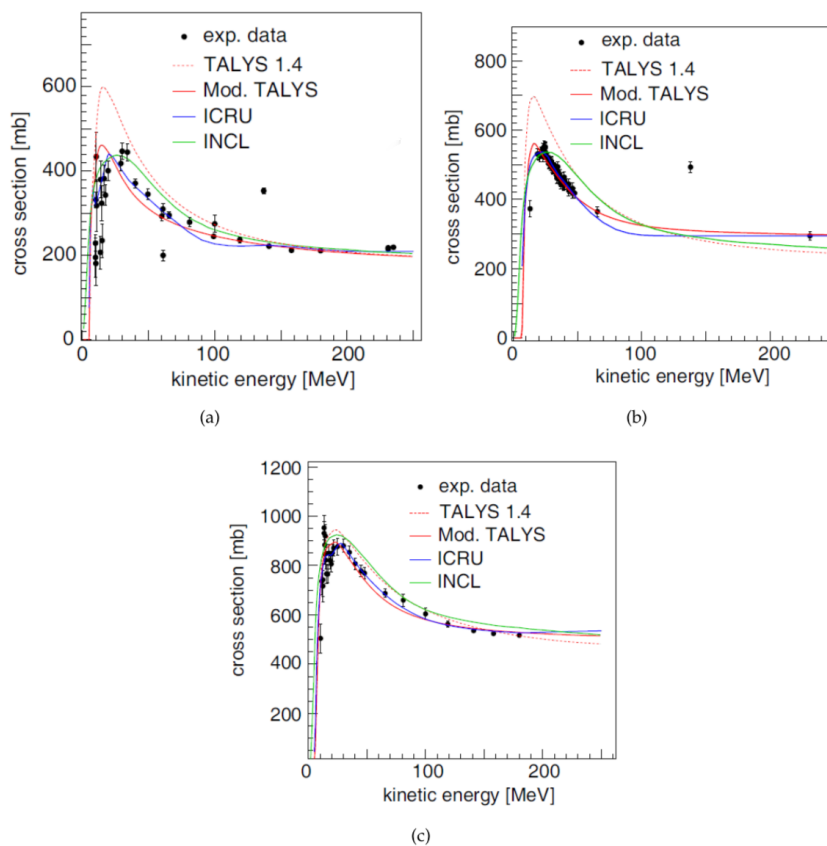 exp. data
TALYS 1.4
Mod. TALYS
ICRU
INCL
cross section [mb]
600
400
200
0
0
100
200
kinetic energy [MeV]
(a)
exp. data
TALYS 1.4
Mod. TALYS
ICRU
INCL
cross section [mb]
800
600
400
200
0
0
100
200
kinetic energy [MeV]
(b)
exp. data
TALYS 1.4
Mod. TALYS
ICRU
INCL
cross section [mb]
1200
1000
800
600
400
200
0
100
200
kinetic energy [MeV]
(c)